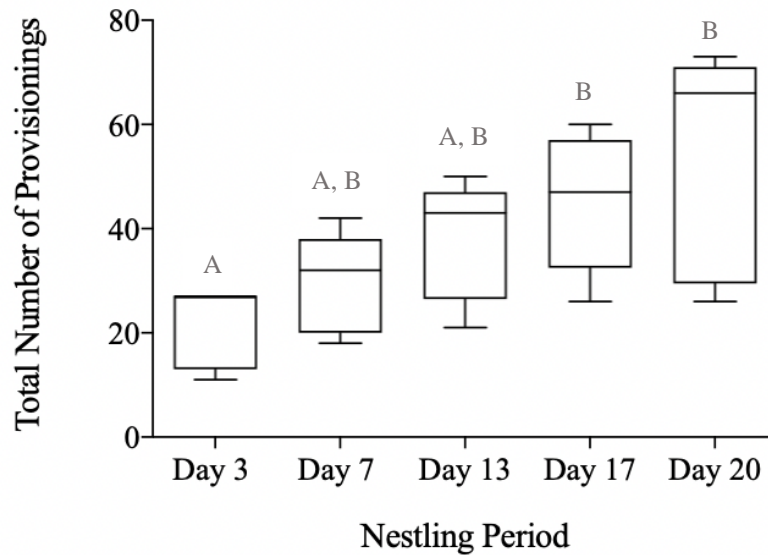 Total Number of Provisionings
80
60
40
20
0
A
A, B
A, B
B
B
Day 3
Day 7
Day 13
Day 17
Day 20
Nestling Period